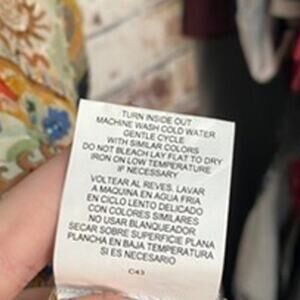 TURN INSIDE OUT
MACHINE WASH COLD WATER
GENTLE CYCLE
WITH SIMILAR COLORS
DO NOT BLEACH LAY FLAT TO DRY
IRON ON LOW TEMPERATURE
IF NECESSARY
VOLTEAR AL REVES. LAVAR
A MAQUINA EN AGUA FRIA
EN CICLO LENTO DELICADO
CON COLORES SIMILARES
NO USAR BLANQUEADOR
SECAR SOBRE SUPERFICIE PLANA
PLANCHA EN BAJA TEMPERATURA
SI ES NECESARIO
C43